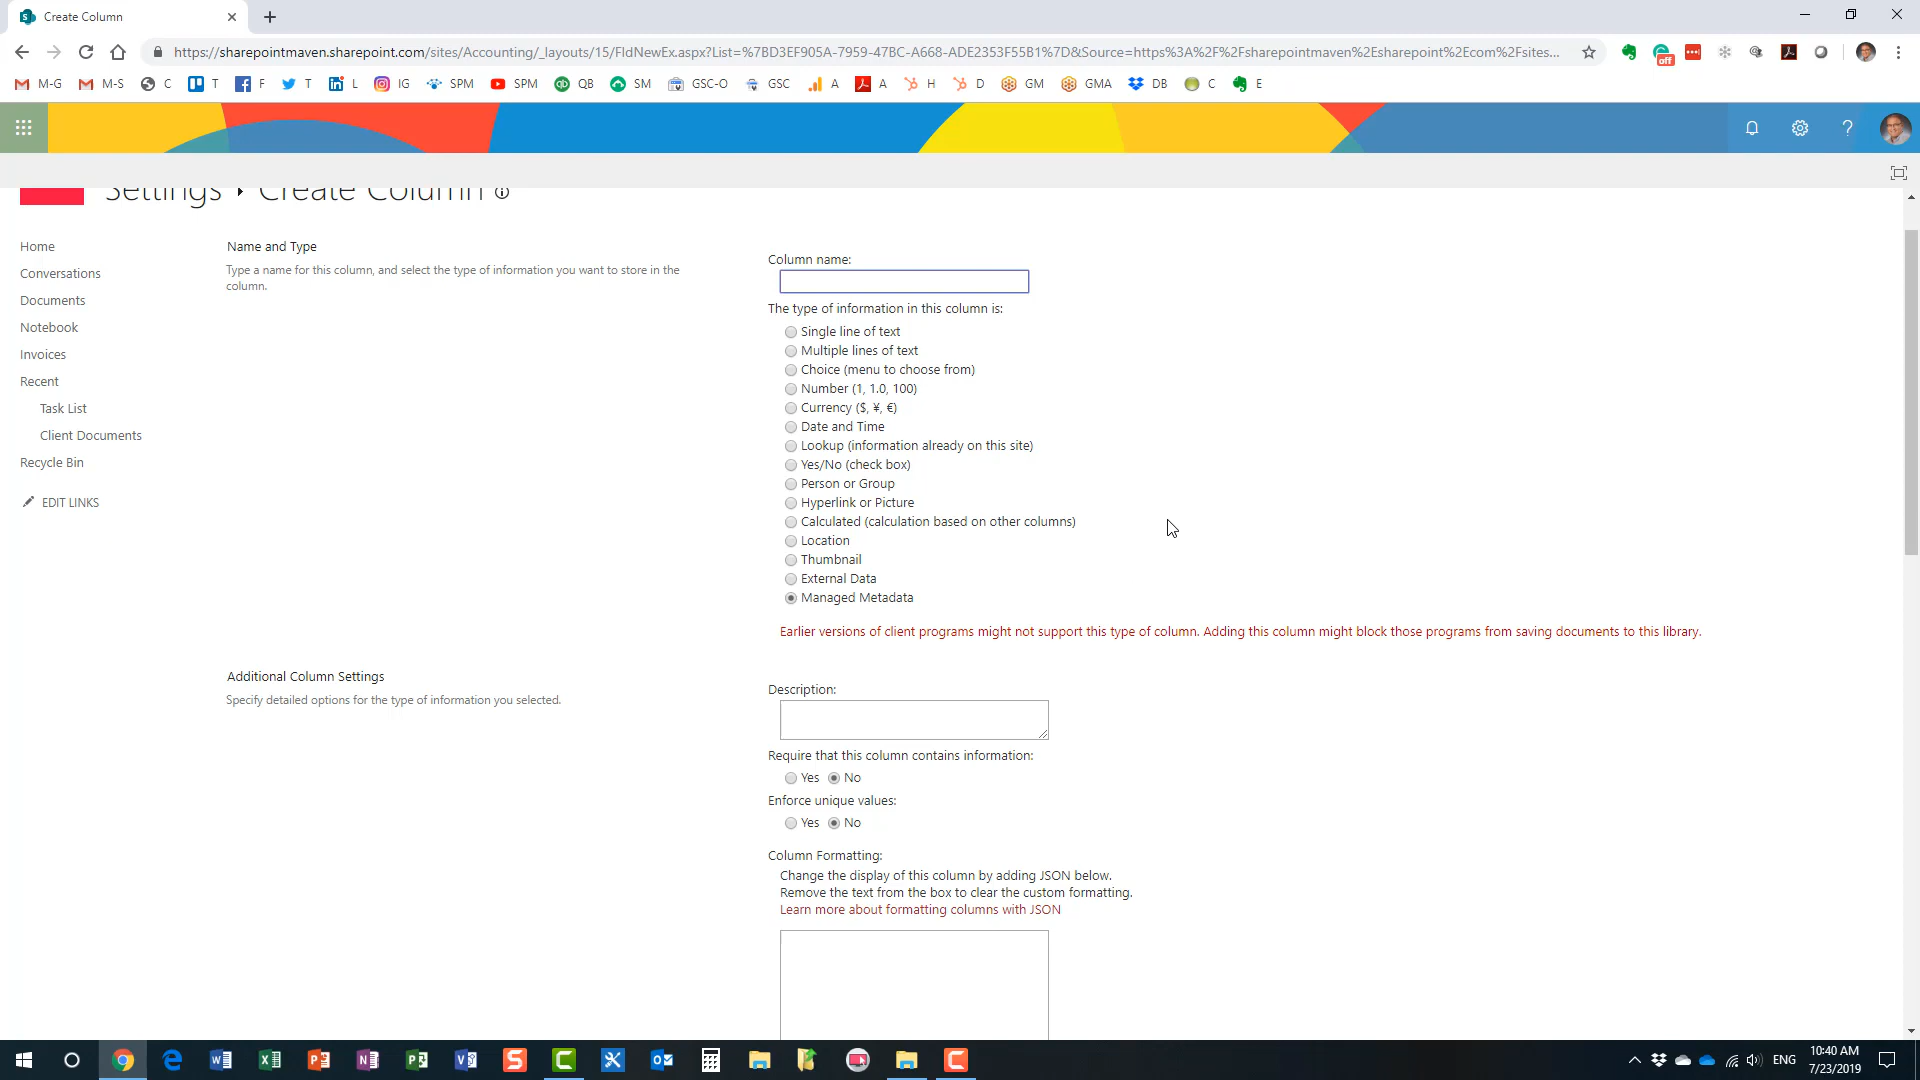 Create Column
https://sharepointmaven.sharepoint.com/sites/Accounting/_layouts/15/FldNewEx.aspx?List=%7BD3EF905A-7959-47BC-A668-ADE2353F55B1%7D&Source=https%3A%2F%2Fsharepointmaven%2Esharepoint%2Ecom%2Fsites...
off
M-G M-S C T F T L IG SPM SPM QB SM GSC-O GSC A A H D GM GMA DB C E
Settings Create Column
Home
Conversations
Documents
Notebook
Invoices
Recent
Task List
Client Documents
Recycle Bin
EDIT LINKS
Name and Type
Type a name for this column, and select the type of information you want to store in the
column.
Column name:
The type of information in this column is:
Single line of text
Multiple lines of text
Choice (menu to choose from)
Number (1, 1.0, 100)
Currency ($, ¥, €)
Date and Time
Lookup (information already on this site)
Yes/No (check box)
Person or Group
Hyperlink or Picture
Calculated (calculation based on other columns)
Location
Thumbnail
External Data
Managed Metadata
Earlier versions of client programs might not support this type of column. Adding this column might block those programs from saving documents to this library.
Additional Column Settings
Specify detailed options for the type of information you selected.
Description:
Require that this column contains information:
Yes No
Enforce unique values:
Yes No
Column Formatting:
Change the display of this column by adding JSON below.
Remove the text from the box to clear the custom formatting.
Learn more about formatting columns with JSON
ENG
10:40 AM
7/23/2019